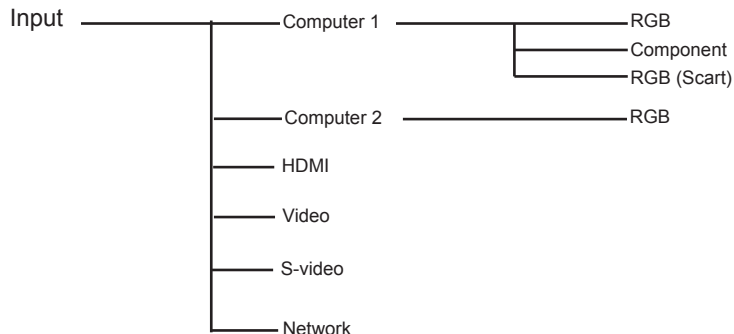 Input
Computer 1
RGB
Component
RGB (Scart)
Computer 2
RGB
HDMI
Video
S-video
Network